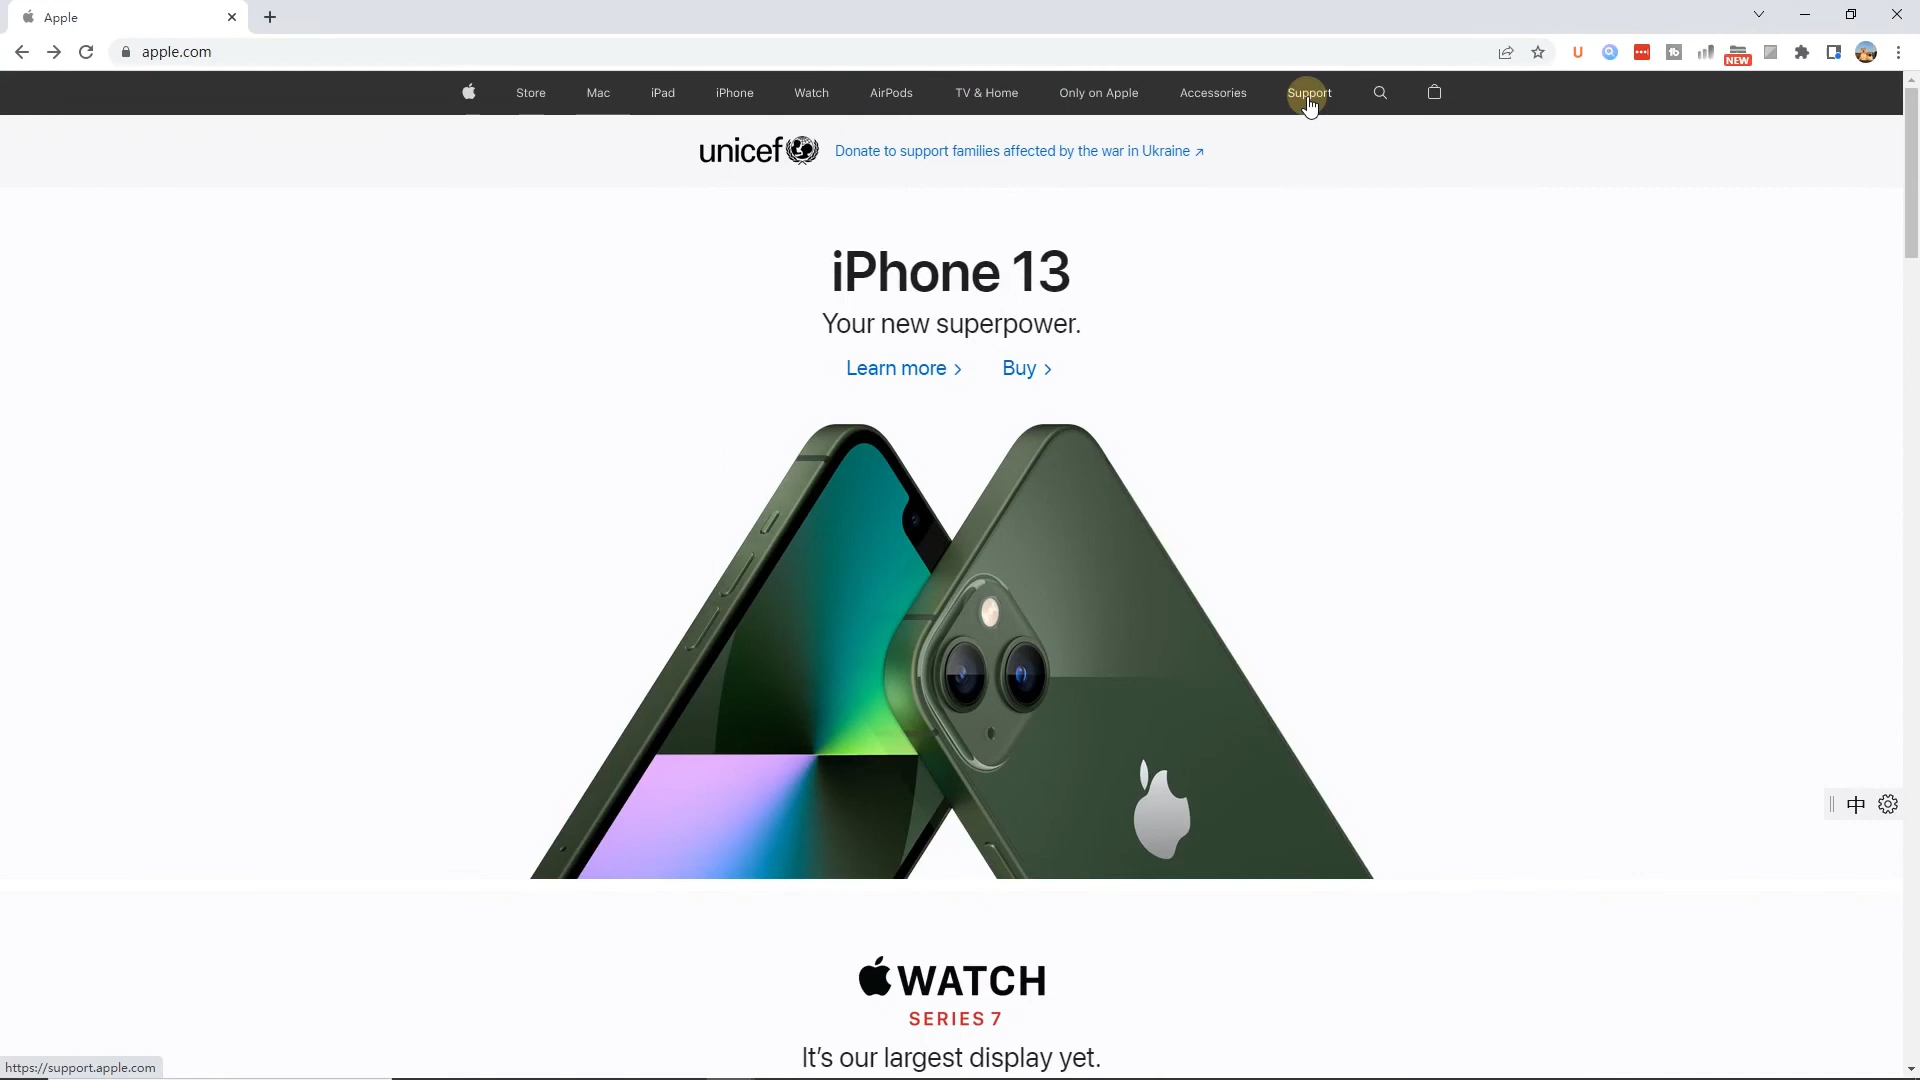 Apple
apple.com
U
tb
NEW
Store Mac iPad iPhone Watch AirPods TV & Home Only on Apple Accessories Support
unicef Donate to support families affected by the war in Ukraine ↗
iPhone 13
Your new superpower.
Learn more > Buy >
中
WATCH
SERIES 7
It's our largest display yet.
https://support.apple.com